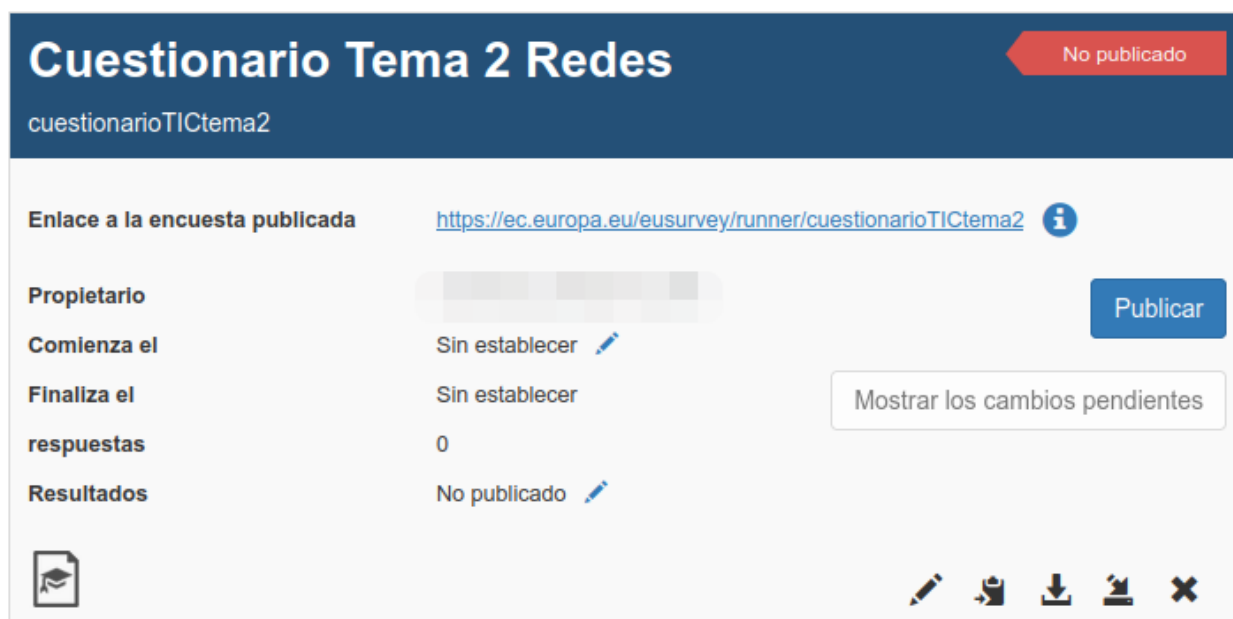 Cuestionario Tema 2 Redes
No publicado
cuestionarioTICtema2
Enlace a la encuesta publicada https://ec.europa.eu/eusurvey/runner/cuestionarioTICtema2
Propietario
Publicar
Comienza el Sin establecer
Finaliza el Sin establecer
Mostrar los cambios pendientes
respuestas 0
Resultados No publicado